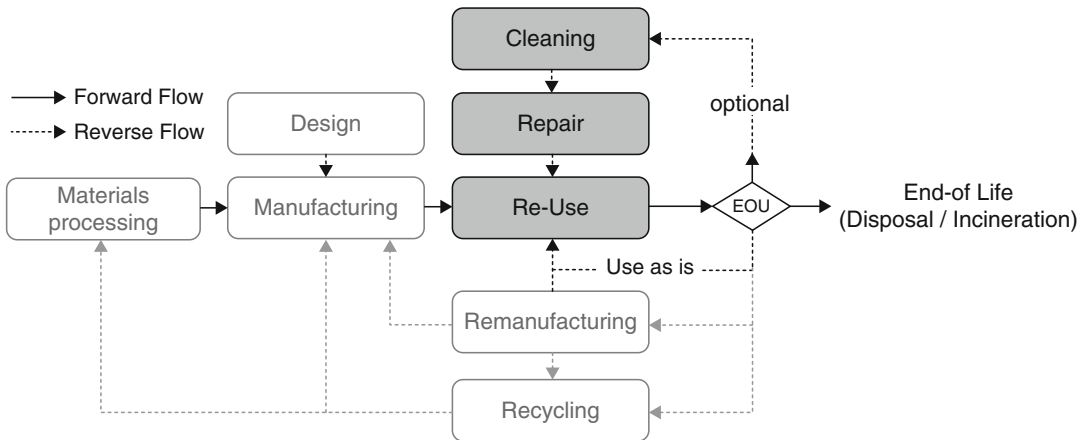 Cleaning
Forward Flow
optional
Design
Repair
Reverse Flow
Materials
processing
Manufacturing
Re-Use
EOU
End-of Life
(Disposal / Incineration)
Use as is
Remanufacturing
Recycling